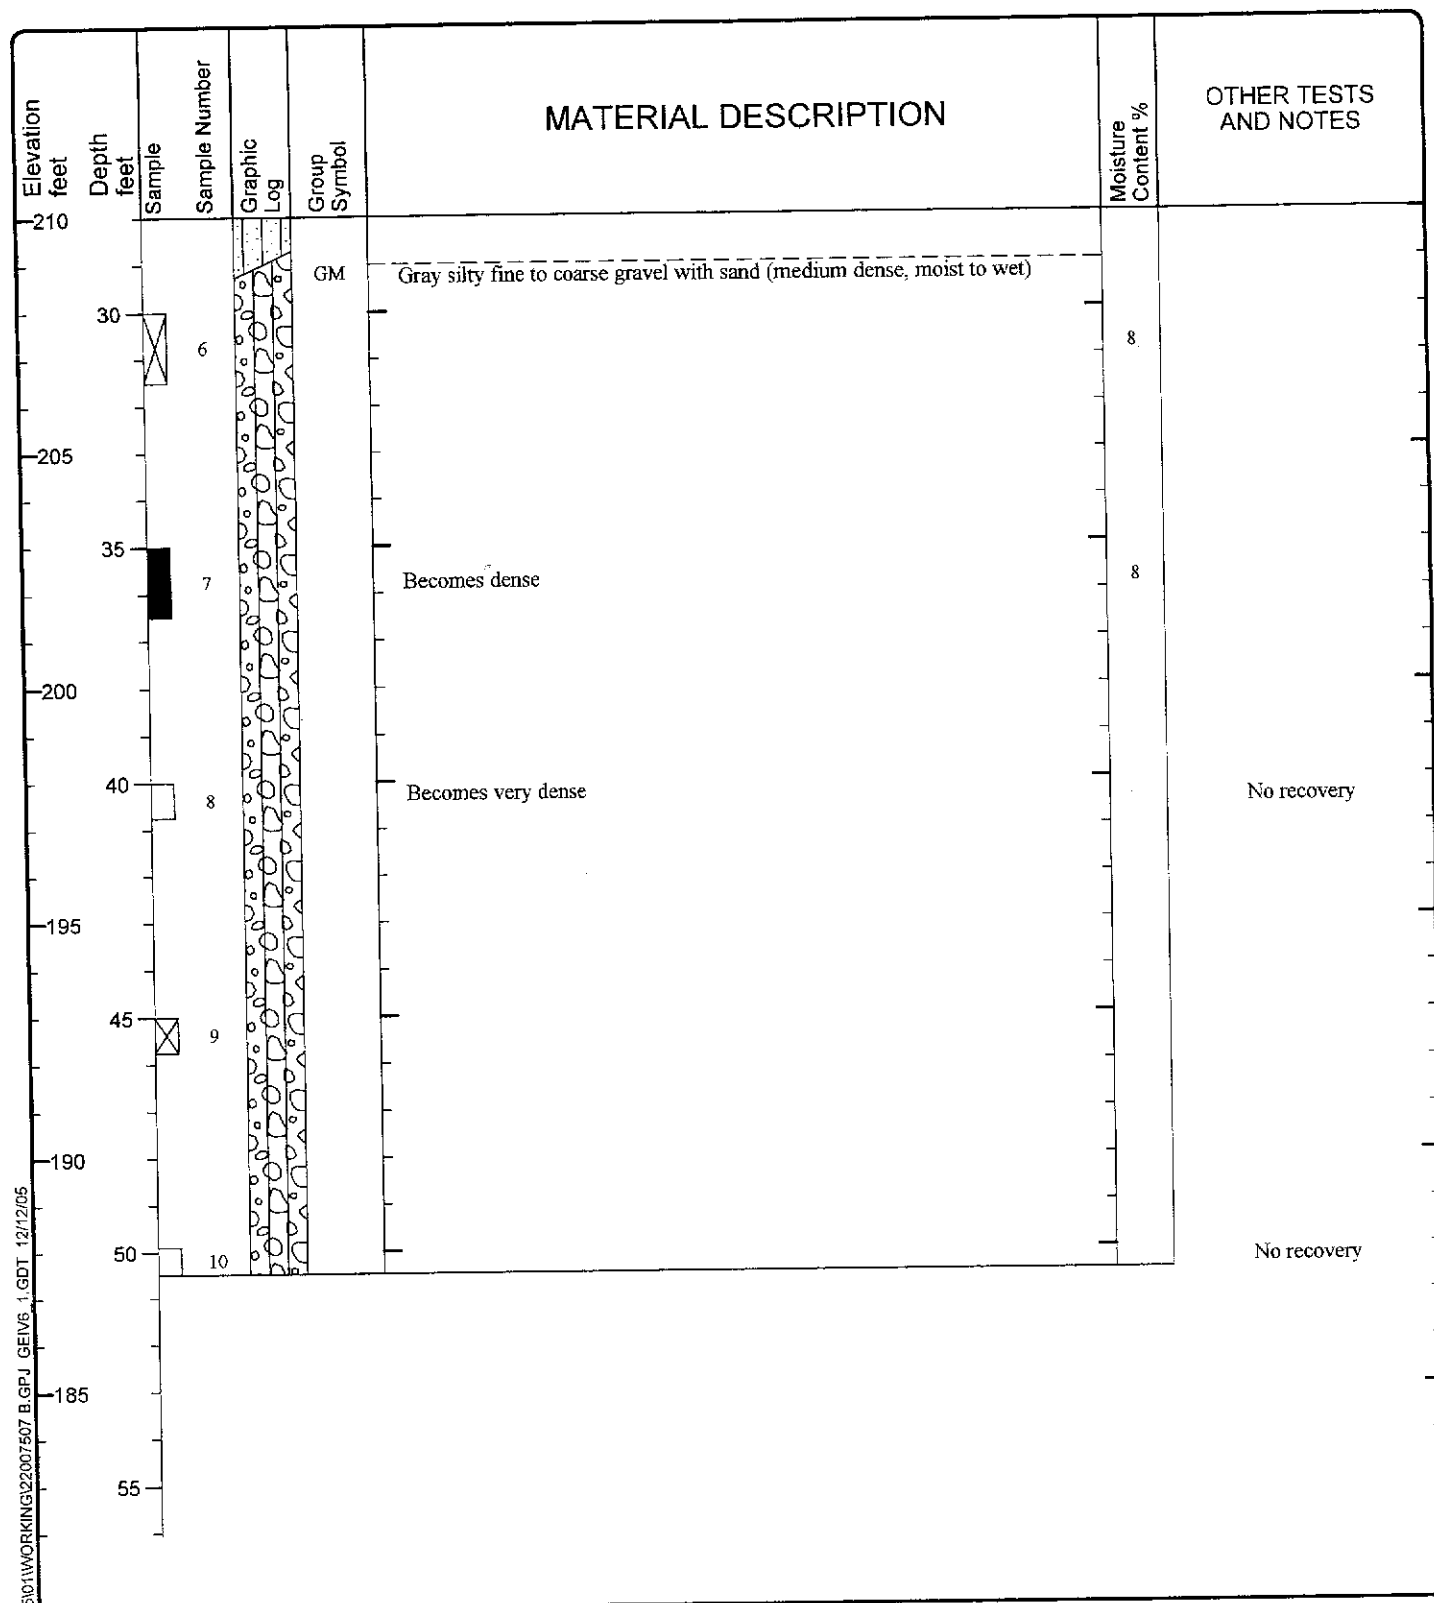 Elevation
feet
Depth
feet
Sample
Sample Number
Graphic
Log
Group
Symbol
MATERIAL DESCRIPTION
Moisture
Content %
OTHER TESTS
AND NOTES
210
GM
Gray silty fine to coarse gravel with sand (medium dense, moist to wet)
30
6
8
205
35
7
Becomes dense
8
200
40
8
Becomes very dense
No recovery
195
45
9
190
50
10
No recovery
185
55
01\WORKING\22007507 B.GPJ GEIV6_1.GDT 12/12/05